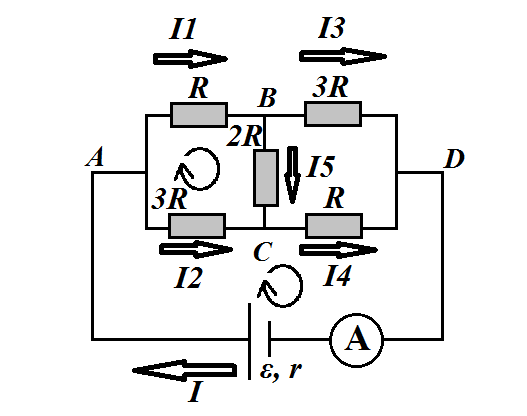 I1 I3
R B 3R
2R
A I5 D
3R R
I2 C I4
A
ε, r
I